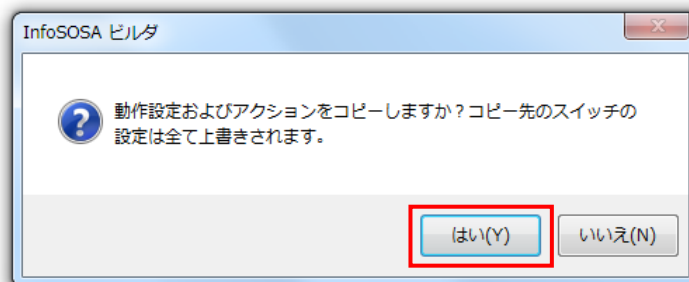 InfoSOSA ビルダ
動作設定およびアクションをコピーしますか？コピー先のスイッチの
設定は全て上書きされます。
はい(Y)
いいえ(N)